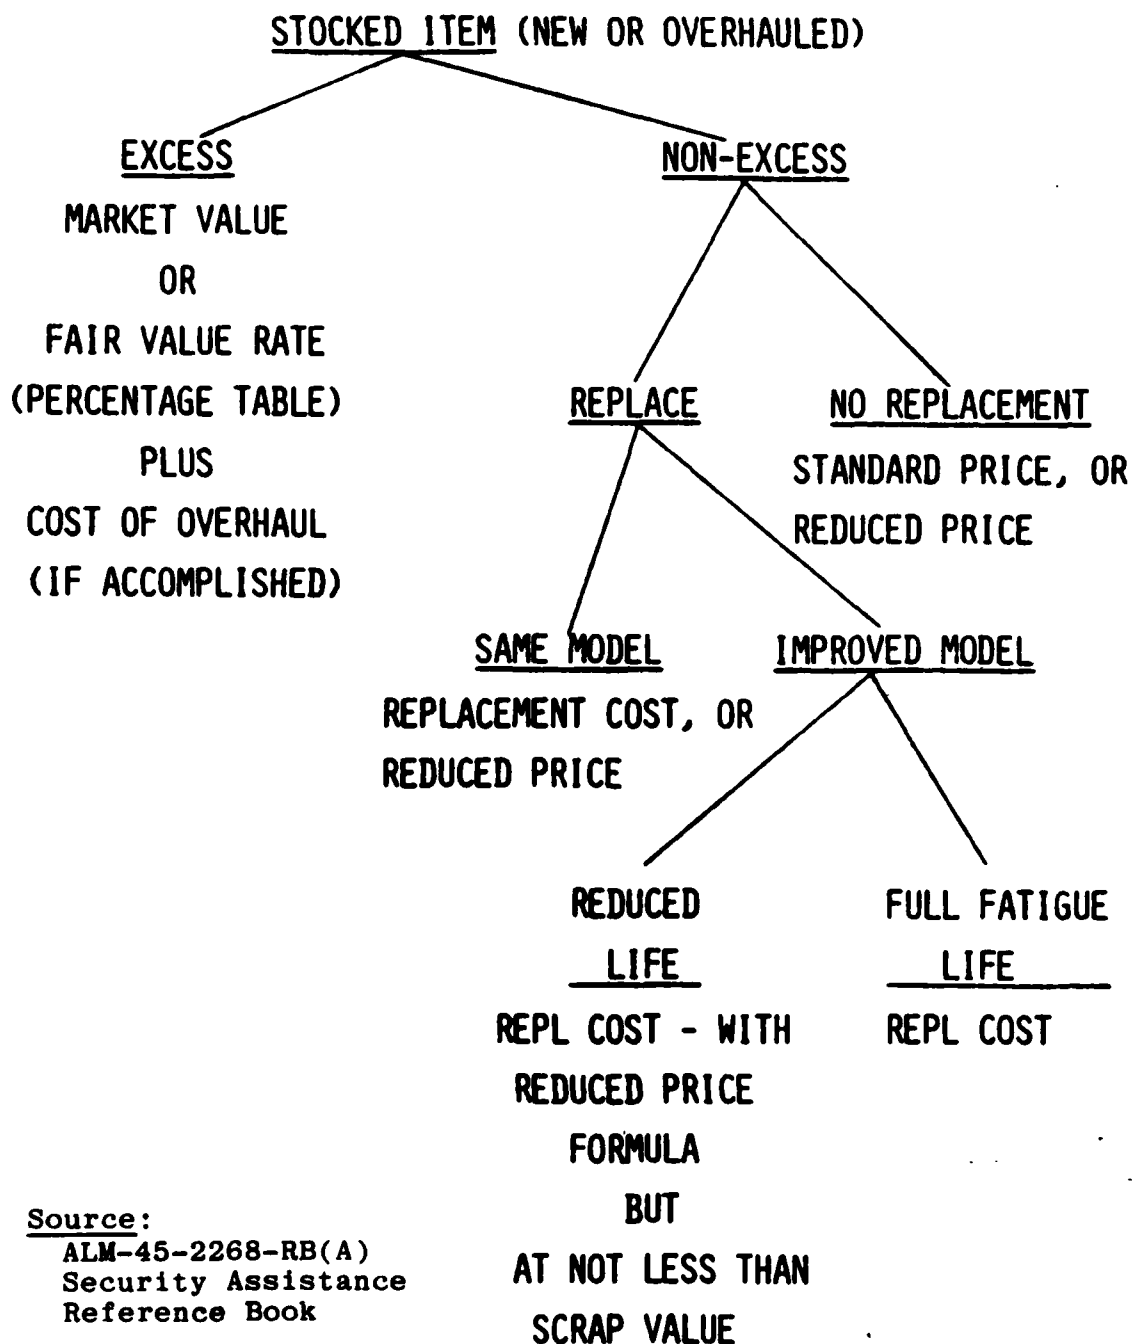 STOCKED ITEM (NEW OR OVERHAULED)
EXCESS
MARKET VALUE
OR
FAIR VALUE RATE
(PERCENTAGE TABLE)
PLUS
COST OF OVERHAUL
(IF ACCOMPLISHED)
NON-EXCESS
REPLACE
NO REPLACEMENT
STANDARD PRICE, OR
REDUCED PRICE
SAME MODEL
REPLACEMENT COST, OR
REDUCED PRICE
IMPROVED MODEL
REDUCED
LIFE
REPL COST - WITH
REDUCED PRICE
FORMULA
BUT
AT NOT LESS THAN
SCRAP VALUE
FULL FATIGUE
LIFE
REPL COST
Source:
ALM-45-2268-RB(A)
Security Assistance
Reference Book